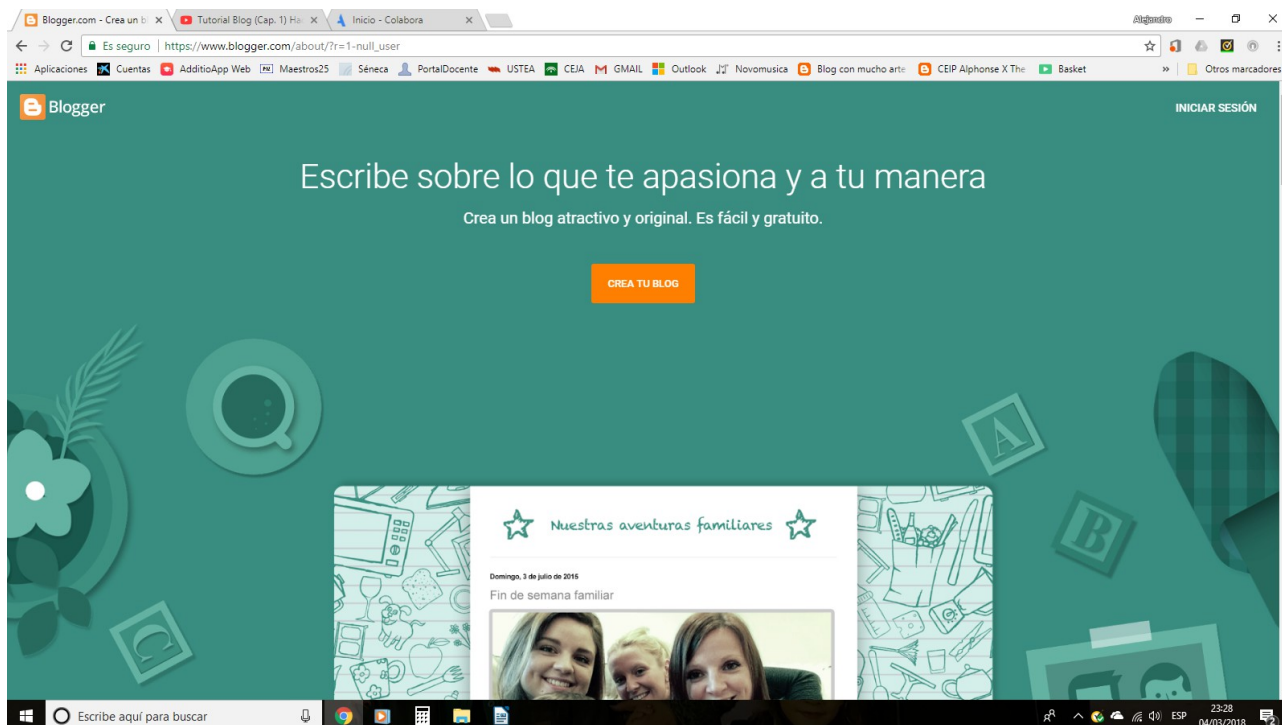 Blogger.com - Crea un bl
Tutorial Blog (Cap. 1) Hac
Inicio - Colabora
Alejandro
Es seguro
https://www.blogger.com/about/?r=1-null_user
Aplicaciones
Cuentas
AdditioApp Web
Maestros25
Séneca
PortalDocente
USTEA
CEJA
GMAIL
Outlook
Novomusica
Blog con mucho arte
CEIP Alphonse X The
Basket
»
Otros marcadores
Blogger
INICIAR SESIÓN
Escribe sobre lo que te apasiona y a tu manera
Crea un blog atractivo y original. Es fácil y gratuito.
CREA TU BLOG
A
B
C
Nuestras aventuras familiares
Domingo, 3 de julio de 2015
Fin de semana familiar
Escribe aquí para buscar
ESP
23:28
04/03/2018